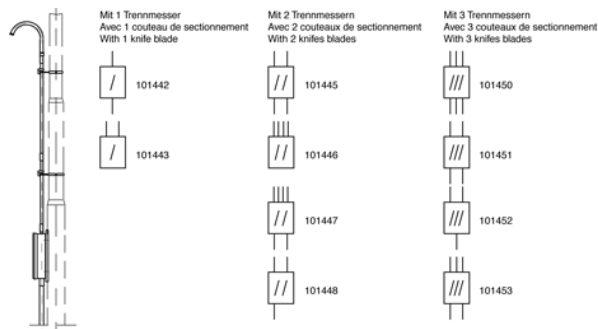 Mit 1 Trennmesser
Avec 1 couteau de sectionnement
With 1 knife blade
101442
101443
Mit 2 Trennmessern
Avec 2 couteaux de sectionnement
With 2 knifes blades
101445
101446
101447
101448
Mit 3 Trennmessern
Avec 3 couteaux de sectionnement
With 3 knifes blades
101450
101451
101452
101453